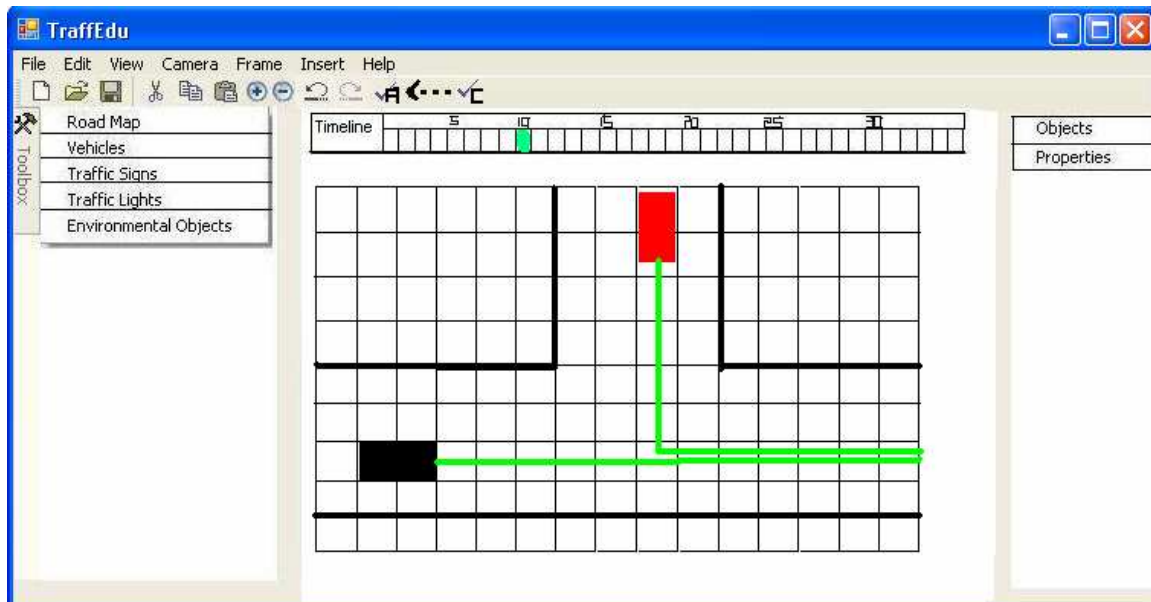 TraffEdu
File Edit View Camera Frame Insert Help
A C
Toolbox
Road Map
Vehicles
Traffic Signs
Traffic Lights
Environmental Objects
Timeline 5 10 15 20 25 30
Objects
Properties